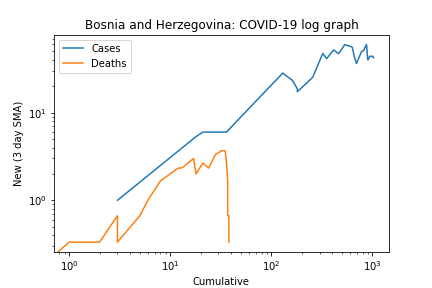 Bosnia and Herzegovina: COVID-19 log graph
Cases
Deaths
New (3 day SMA)
10¹
10⁰
10⁰ 10¹ 10² 10³
Cumulative